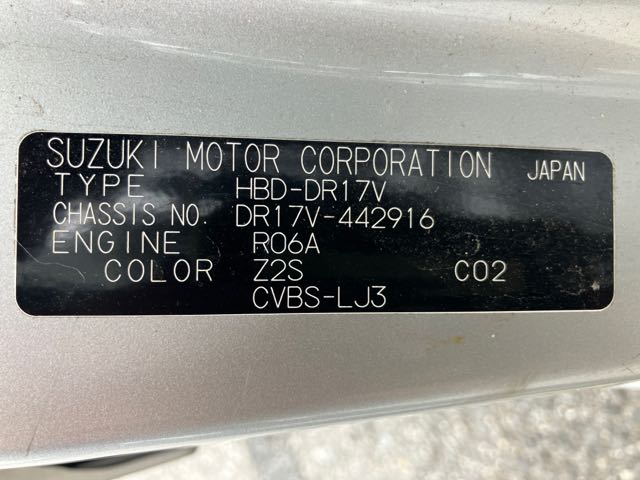 SUZUKI MOTOR CORPORATION JAPAN
TYPE HBD-DR17V
CHASSIS NO. DR17V-442916
ENGINE R06A
COLOR Z2S C02
CVBS-LJ3